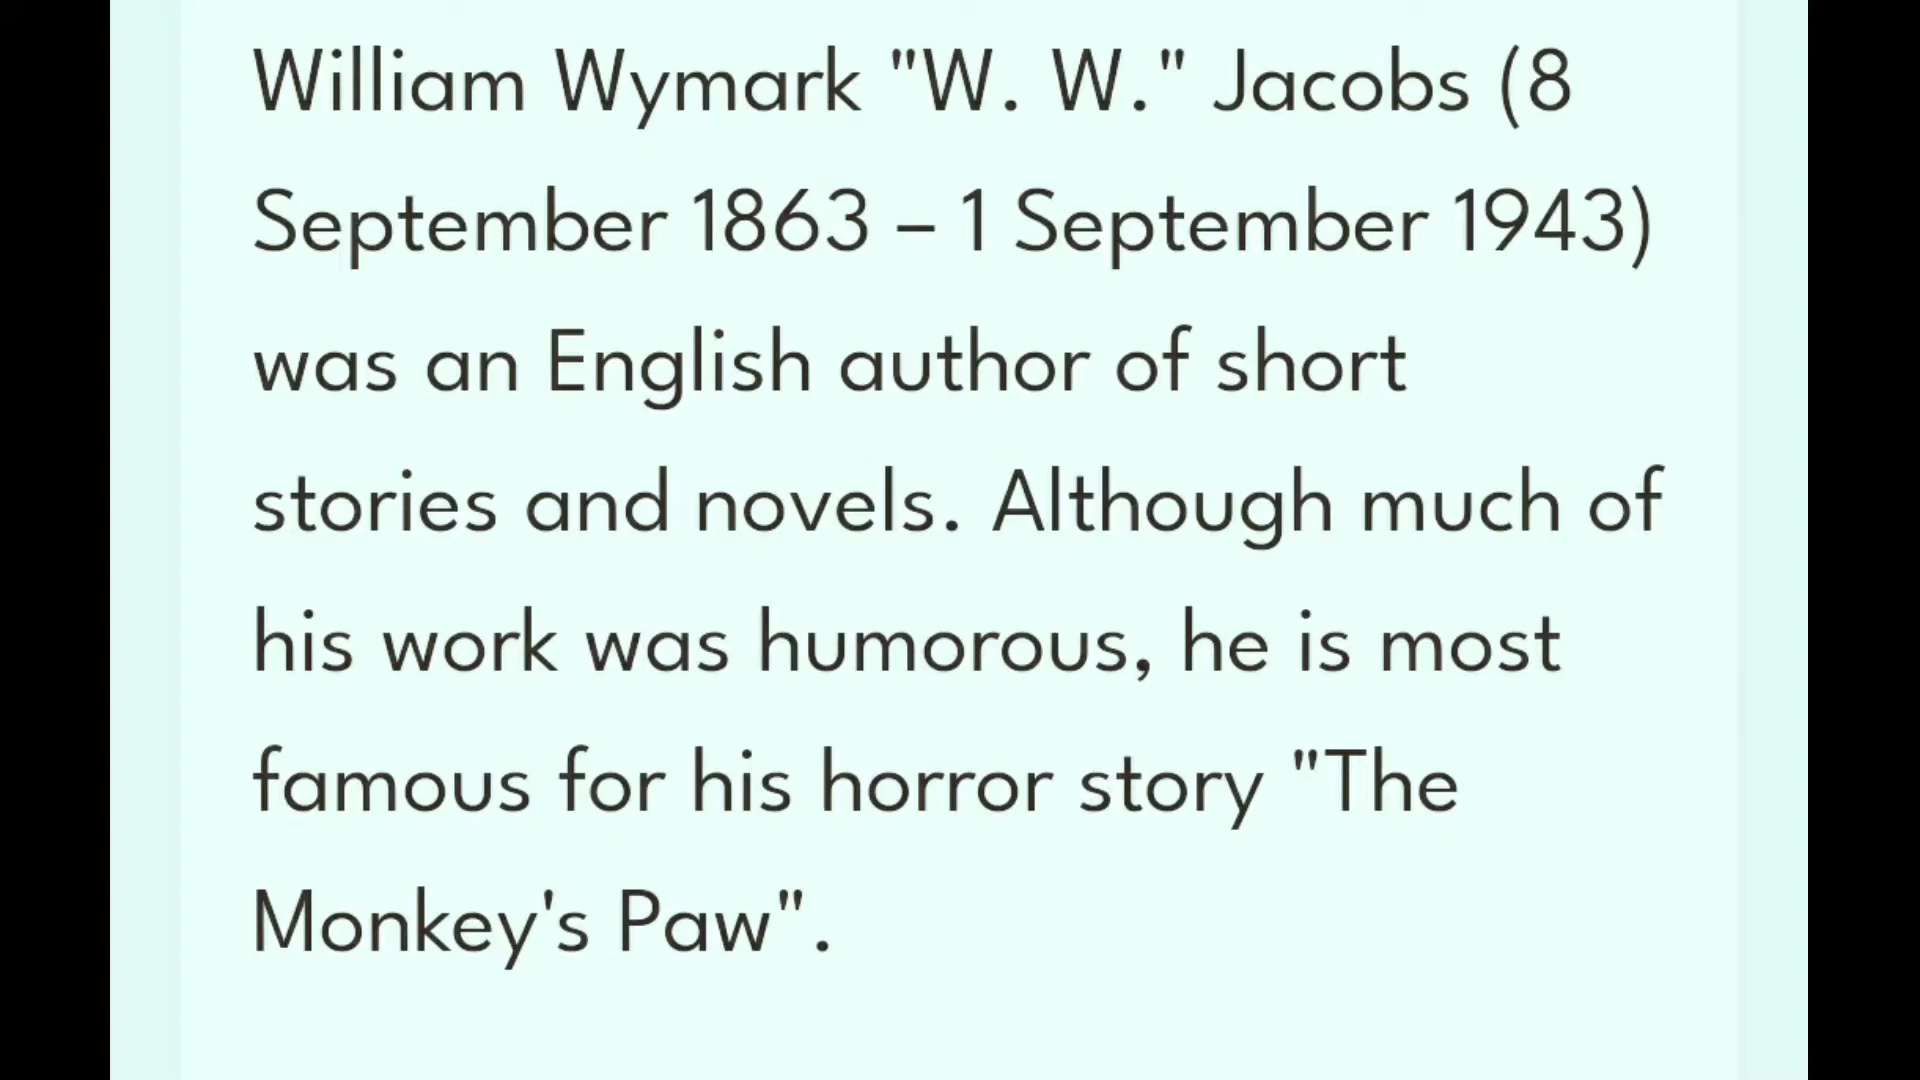 William Wymark "W. W." Jacobs (8
September 1863 – 1 September 1943)
was an English author of short
stories and novels. Although much of
his work was humorous, he is most
famous for his horror story "The
Monkey's Paw".